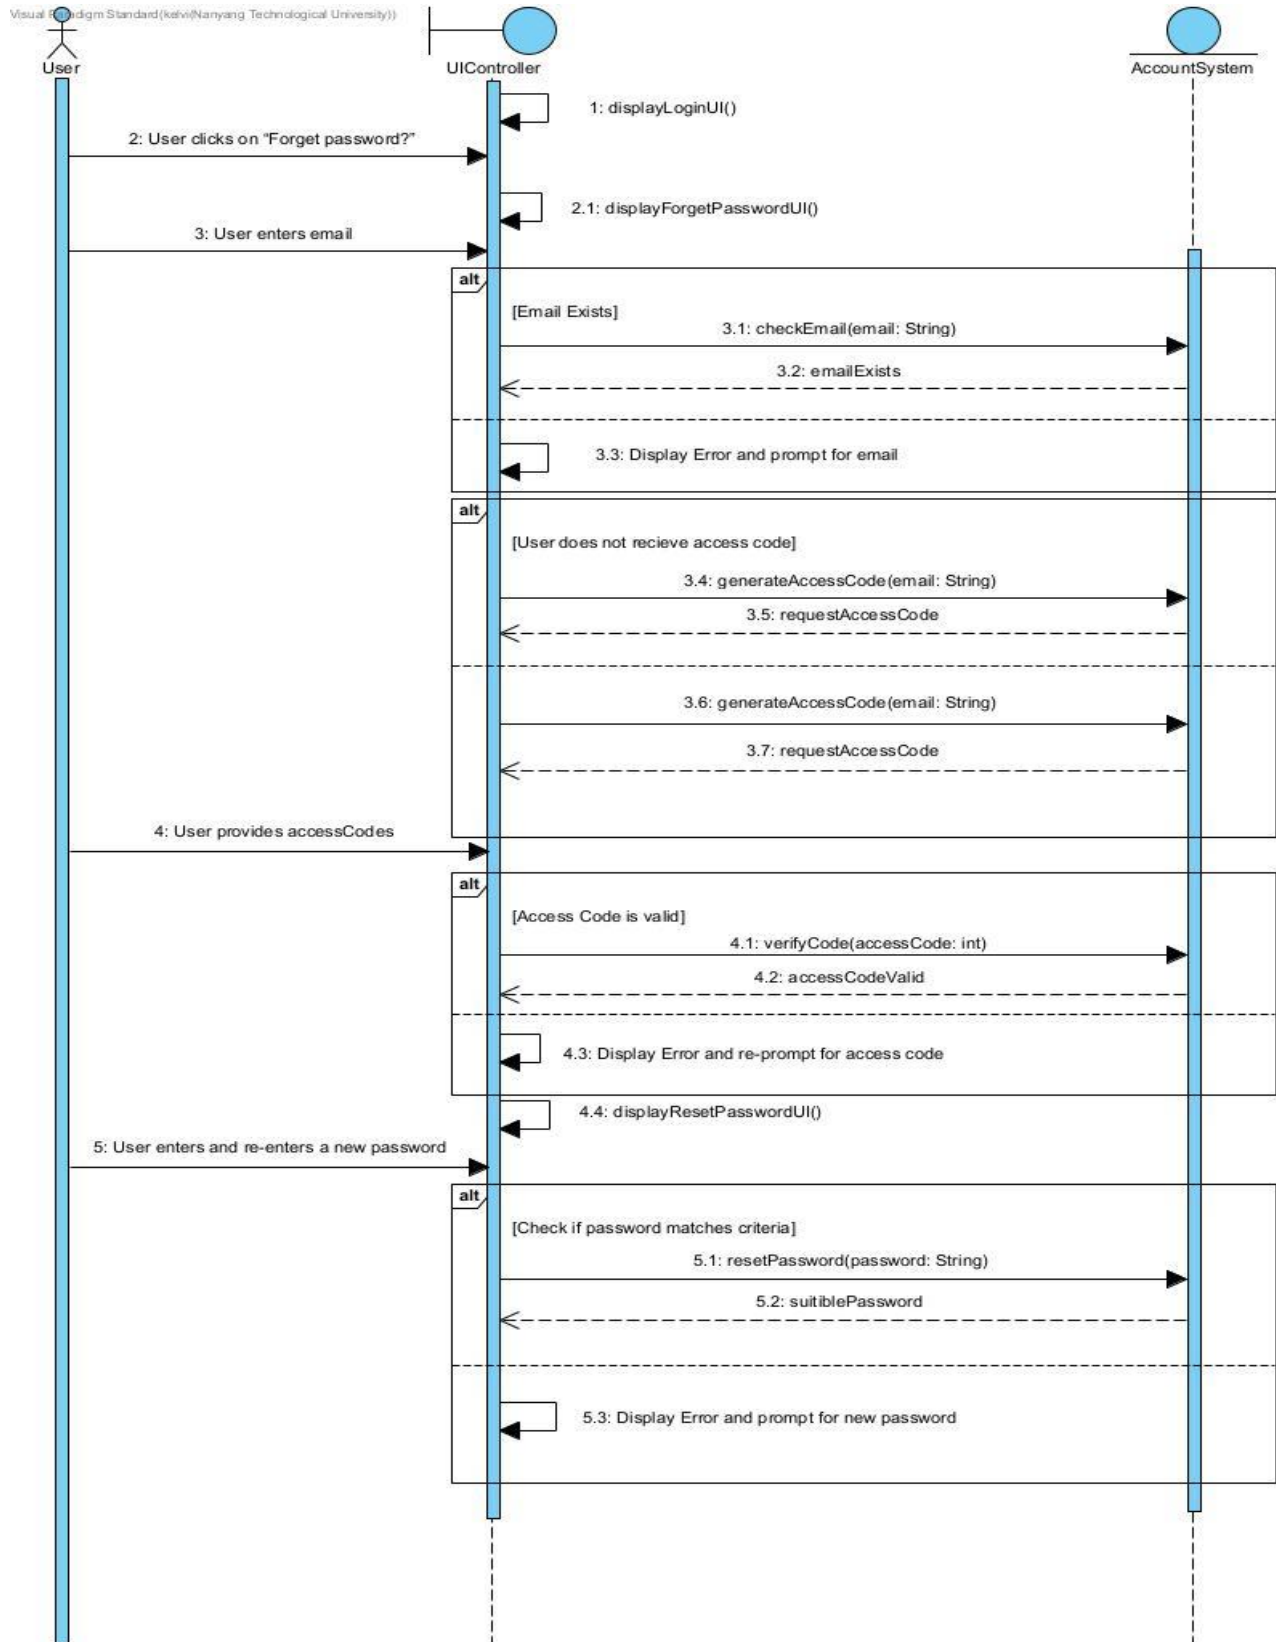 Visual Paradigm Standard(kelvi(Nanyang Technological University))
User
UIController
AccountSystem
1: displayLoginUI()
2: User clicks on “Forget password?”
2.1: displayForgetPasswordUI()
3: User enters email
alt
[Email Exists]
3.1: checkEmail(email: String)
3.2: emailExists
3.3: Display Error and prompt for email
alt
[User does not recieve access code]
3.4: generateAccessCode(email: String)
3.5: requestAccessCode
3.6: generateAccessCode(email: String)
3.7: requestAccessCode
4: User provides accessCodes
alt
[Access Code is valid]
4.1: verifyCode(accessCode: int)
4.2: accessCodeValid
4.3: Display Error and re-prompt for access code
4.4: displayResetPasswordUI()
5: User enters and re-enters a new password
alt
[Check if password matches criteria]
5.1: resetPassword(password: String)
5.2: suitiblePassword
5.3: Display Error and prompt for new password